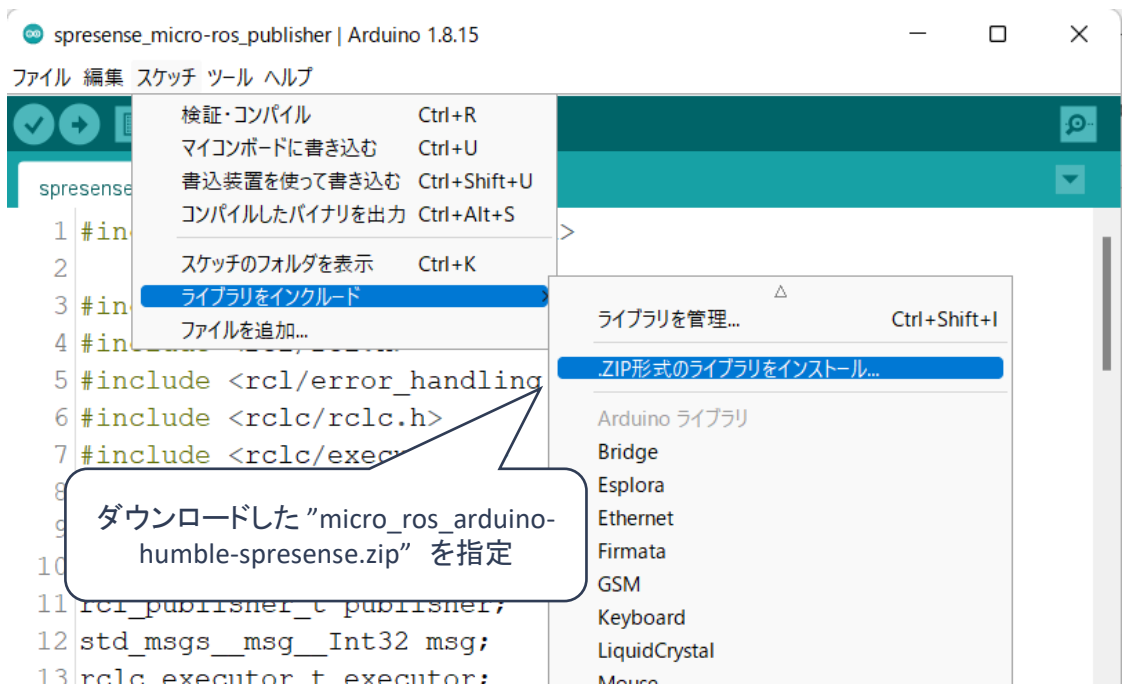 spresense_micro-ros_publisher | Arduino 1.8.15
ファイル 編集 スケッチ ツール ヘルプ
検証・コンパイル Ctrl+R
マイコンボードに書き込む Ctrl+U
書込装置を使って書き込む Ctrl+Shift+U
コンパイルしたバイナリを出力 Ctrl+Alt+S
スケッチのフォルダを表示 Ctrl+K
ライブラリをインクルード
ファイルを追加...
ライブラリを管理... Ctrl+Shift+I
.ZIP形式のライブラリをインストール...
Arduino ライブラリ
Bridge
Esplora
Ethernet
Firmata
GSM
Keyboard
LiquidCrystal
Mouse
spresense
1 #in >
2
3 #in
4 #include
5 #include <rcl/error_handling
6 #include <rclc/rclc.h>
7 #include <rclc/execu
8
9
10
11 rcl_publisher_t publisher;
12 std_msgs__msg__Int32 msg;
13 rclc_executor_t executor;
ダウンロードした ”micro_ros_arduino-
humble-spresense.zip” を指定